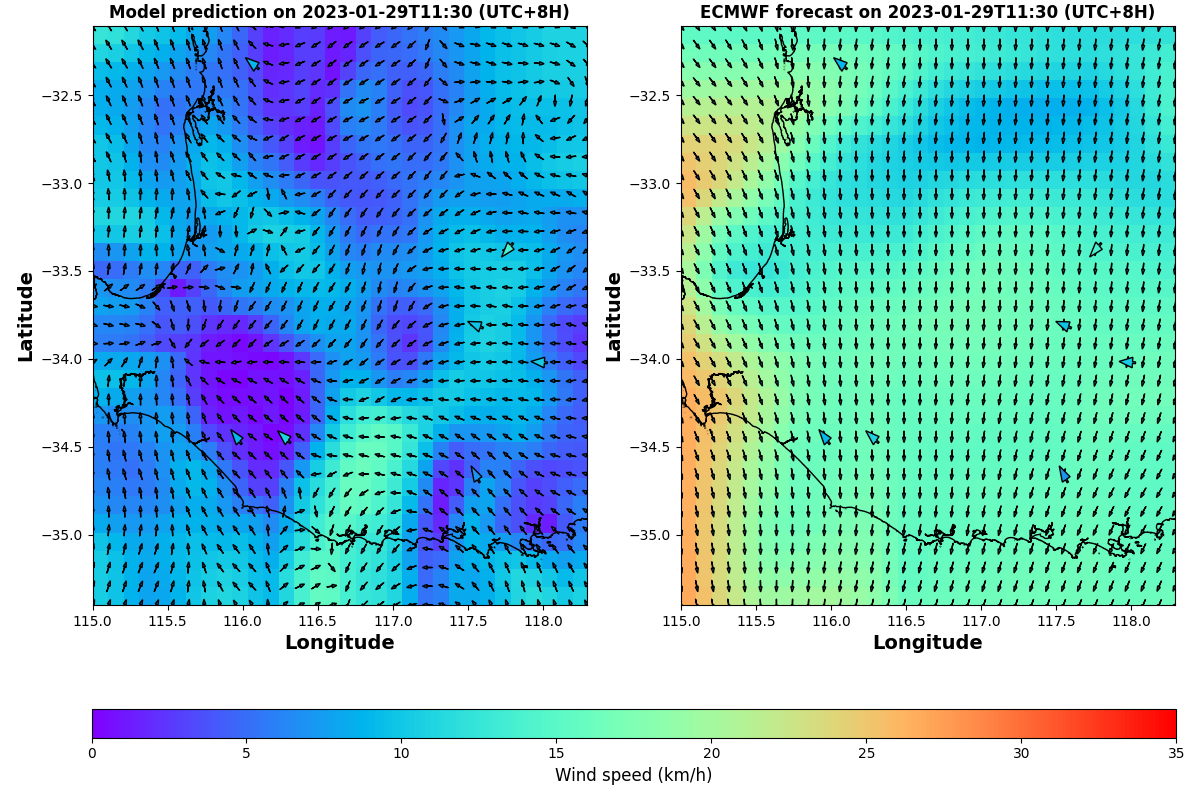 Model prediction on 2023-01-29T11:30 (UTC+8H)
ECMWF forecast on 2023-01-29T11:30 (UTC+8H)
Latitude
−32.5
−33.0
−33.5
−34.0
−34.5
−35.0
115.0 115.5 116.0 116.5 117.0 117.5 118.0
Longitude
Latitude
−32.5
−33.0
−33.5
−34.0
−34.5
−35.0
115.0 115.5 116.0 116.5 117.0 117.5 118.0
Longitude
0 5 10 15 20 25 30 35
Wind speed (km/h)